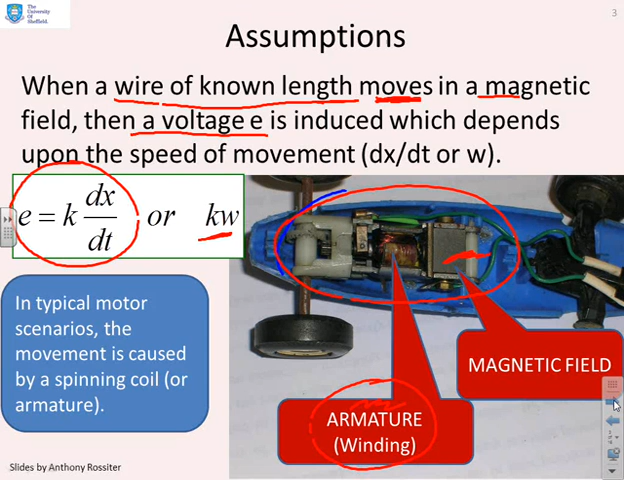 The
University
Of
Sheffield.
3
Assumptions
When a wire of known length moves in a magnetic
field, then a voltage e is induced which depends
upon the speed of movement (dx/dt or w).
e = k dx/dt or kw
In typical motor
scenarios, the
movement is caused
by a spinning coil (or
armature).
MAGNETIC FIELD
ARMATURE
(Winding)
Slides by Anthony Rossiter